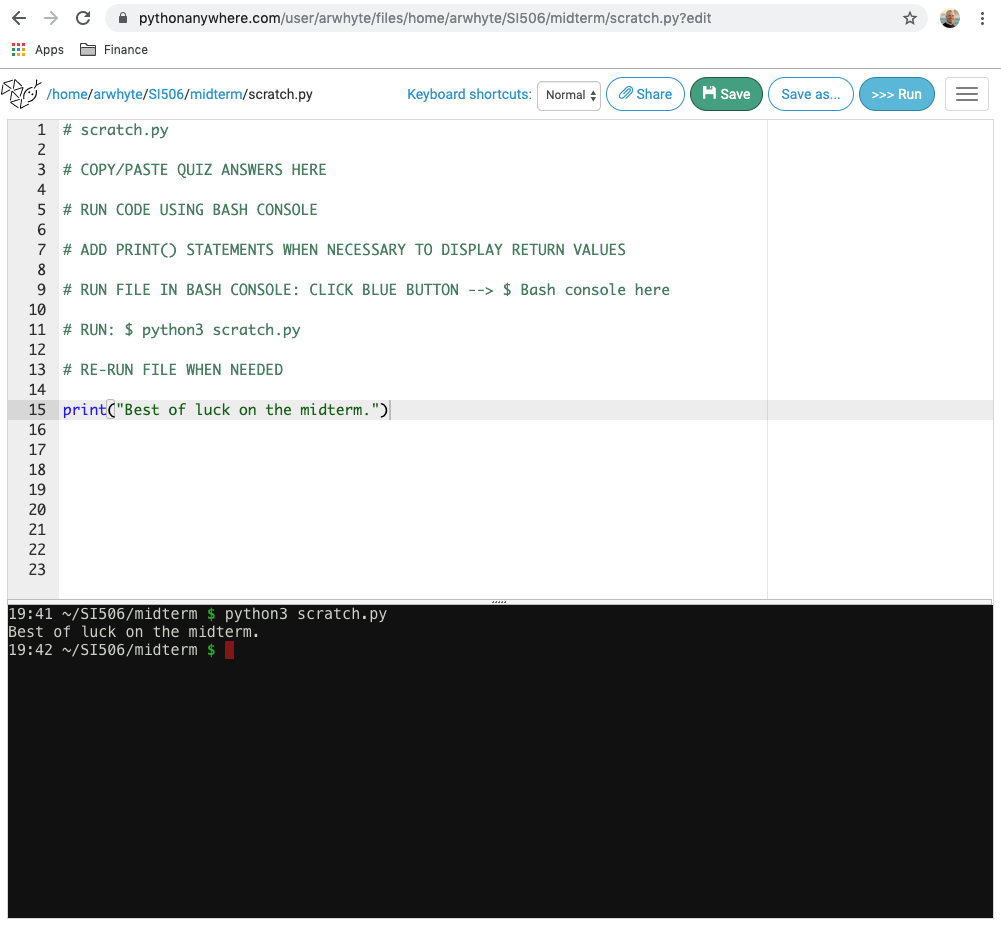 pythonanywhere.com/user/arwhyte/files/home/arwhyte/SI506/midterm/scratch.py?edit
Apps Finance
/home/arwhyte/SI506/midterm/scratch.py Keyboard shortcuts: Normal Share Save Save as... >>> Run
1 # scratch.py
2
3 # COPY/PASTE QUIZ ANSWERS HERE
4
5 # RUN CODE USING BASH CONSOLE
6
7 # ADD PRINT() STATEMENTS WHEN NECESSARY TO DISPLAY RETURN VALUES
8
9 # RUN FILE IN BASH CONSOLE: CLICK BLUE BUTTON --> $ Bash console here
10
11 # RUN: $ python3 scratch.py
12
13 # RE-RUN FILE WHEN NEEDED
14
15 print("Best of luck on the midterm.")
16
17
18
19
20
21
22
23
19:41 ~/SI506/midterm $ python3 scratch.py
Best of luck on the midterm.
19:42 ~/SI506/midterm $